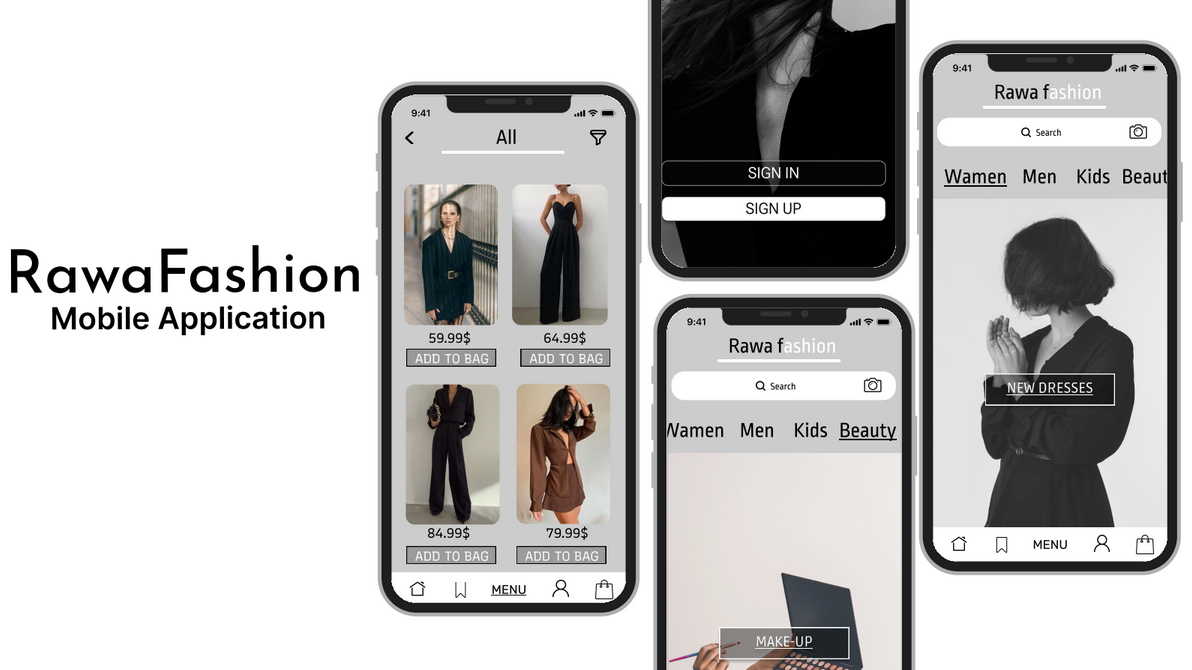 RawaFashion
Mobile Application
9:41
All
59.99$
64.99$
ADD TO BAG
ADD TO BAG
84.99$
79.99$
ADD TO BAG
ADD TO BAG
MENU
SIGN IN
SIGN UP
9:41
Rawa fashion
Search
Wamen
Men
Kids
Beauty
MAKE-UP
9:41
Rawa fashion
Search
Wamen
Men
Kids
Beaut
NEW DRESSES
MENU